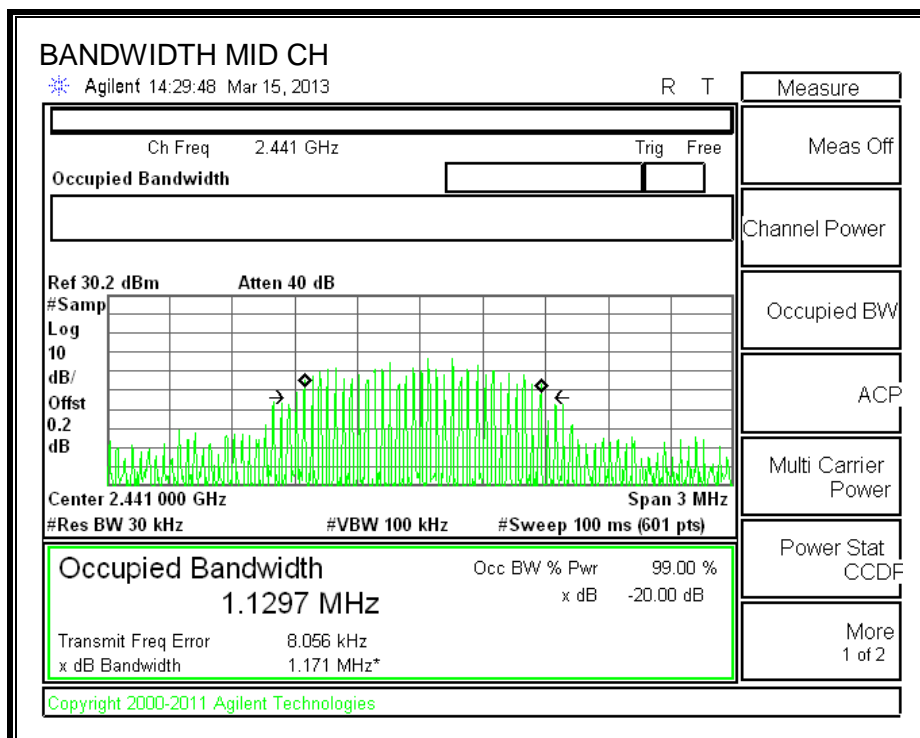 BANDWIDTH MID CH
Agilent 14:29:48 Mar 15, 2013 R T
Measure
Ch Freq 2.441 GHz Trig Free
Occupied Bandwidth
Meas Off
Channel Power
Occupied BW
ACP
Multi Carrier
Power
Power Stat
CCDF
More
1 of 2
Ref 30.2 dBm Atten 40 dB
#Samp
Log
10
dB/
Offst
0.2
dB
Center 2.441 000 GHz Span 3 MHz
#Res BW 30 kHz #VBW 100 kHz #Sweep 100 ms (601 pts)
Occupied Bandwidth Occ BW % Pwr 99.00 %
1.1297 MHz x dB -20.00 dB
Transmit Freq Error 8.056 kHz
x dB Bandwidth 1.171 MHz*
Copyright 2000-2011 Agilent Technologies